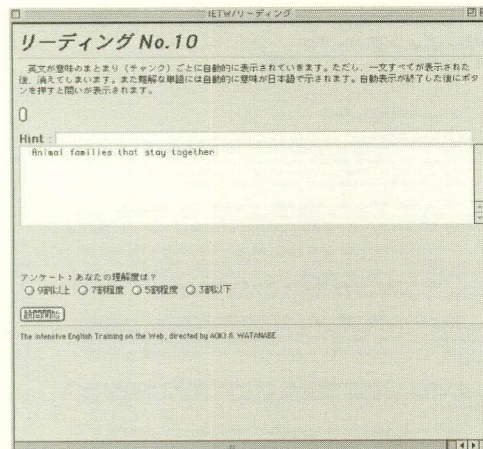 IETW/リーディング
リーディング No.10
英文が意味のまとまり（チャンク）ごとに自動的に表示されていきます。ただし、一文すべてが表示された
後、消えてしまいます。また難解な単語には自動的に意味が日本語で示されます。自動表示が終了した後にボタ
ンを押すと問いが表示されます。
Hint :
Animal families that stay together
アンケート：あなたの理解度は？
9割以上 7割程度 5割程度 3割以下
The Intensive English Training on the Web, directed by AOKI & WATANABE